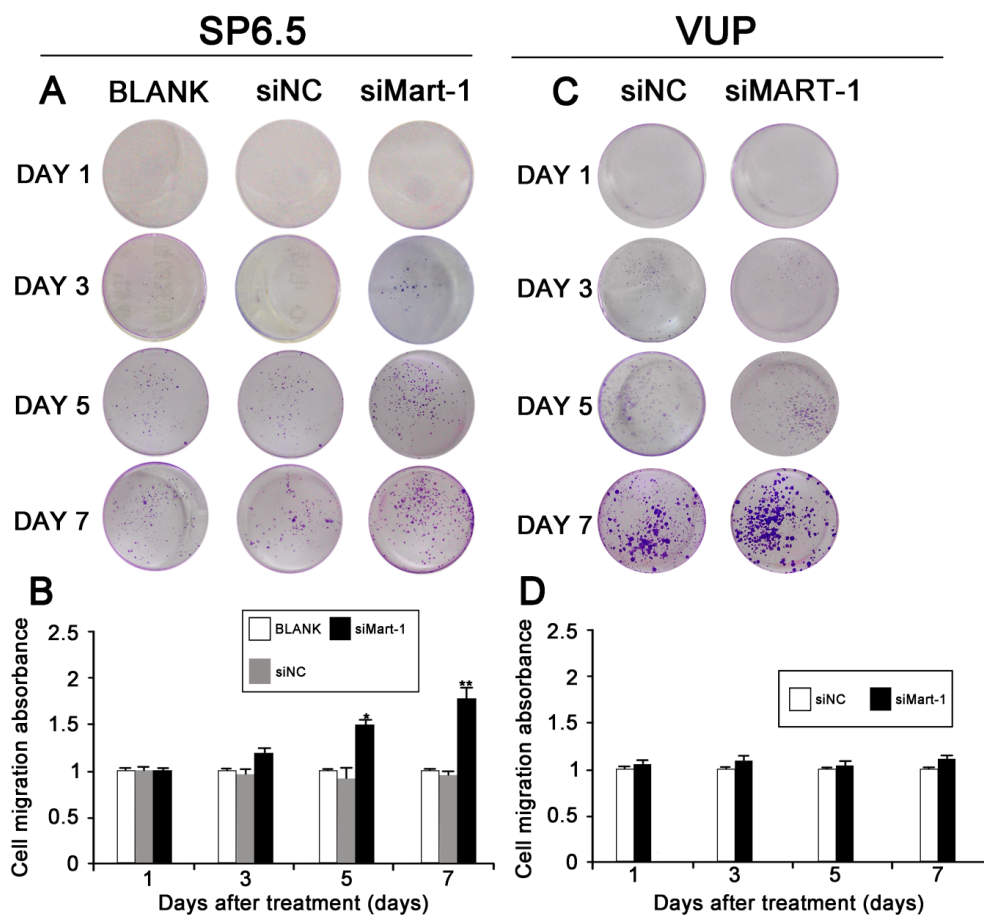 SP6.5 VUP
A BLANK siNC siMart-1 C siNC siMART-1
DAY 1 DAY 1
DAY 3 DAY 3
DAY 5 DAY 5
DAY 7 DAY 7
B
2.5
2
1.5
1
0.5
0
Cell migration absorbance
BLANK siMart-1
siNC
* **
1 3 5 7
Days after treatment (days)
D
2.5
2
1.5
1
0.5
0
Cell migration absorbance
siNC siMart-1
1 3 5 7
Days after treatment (days)